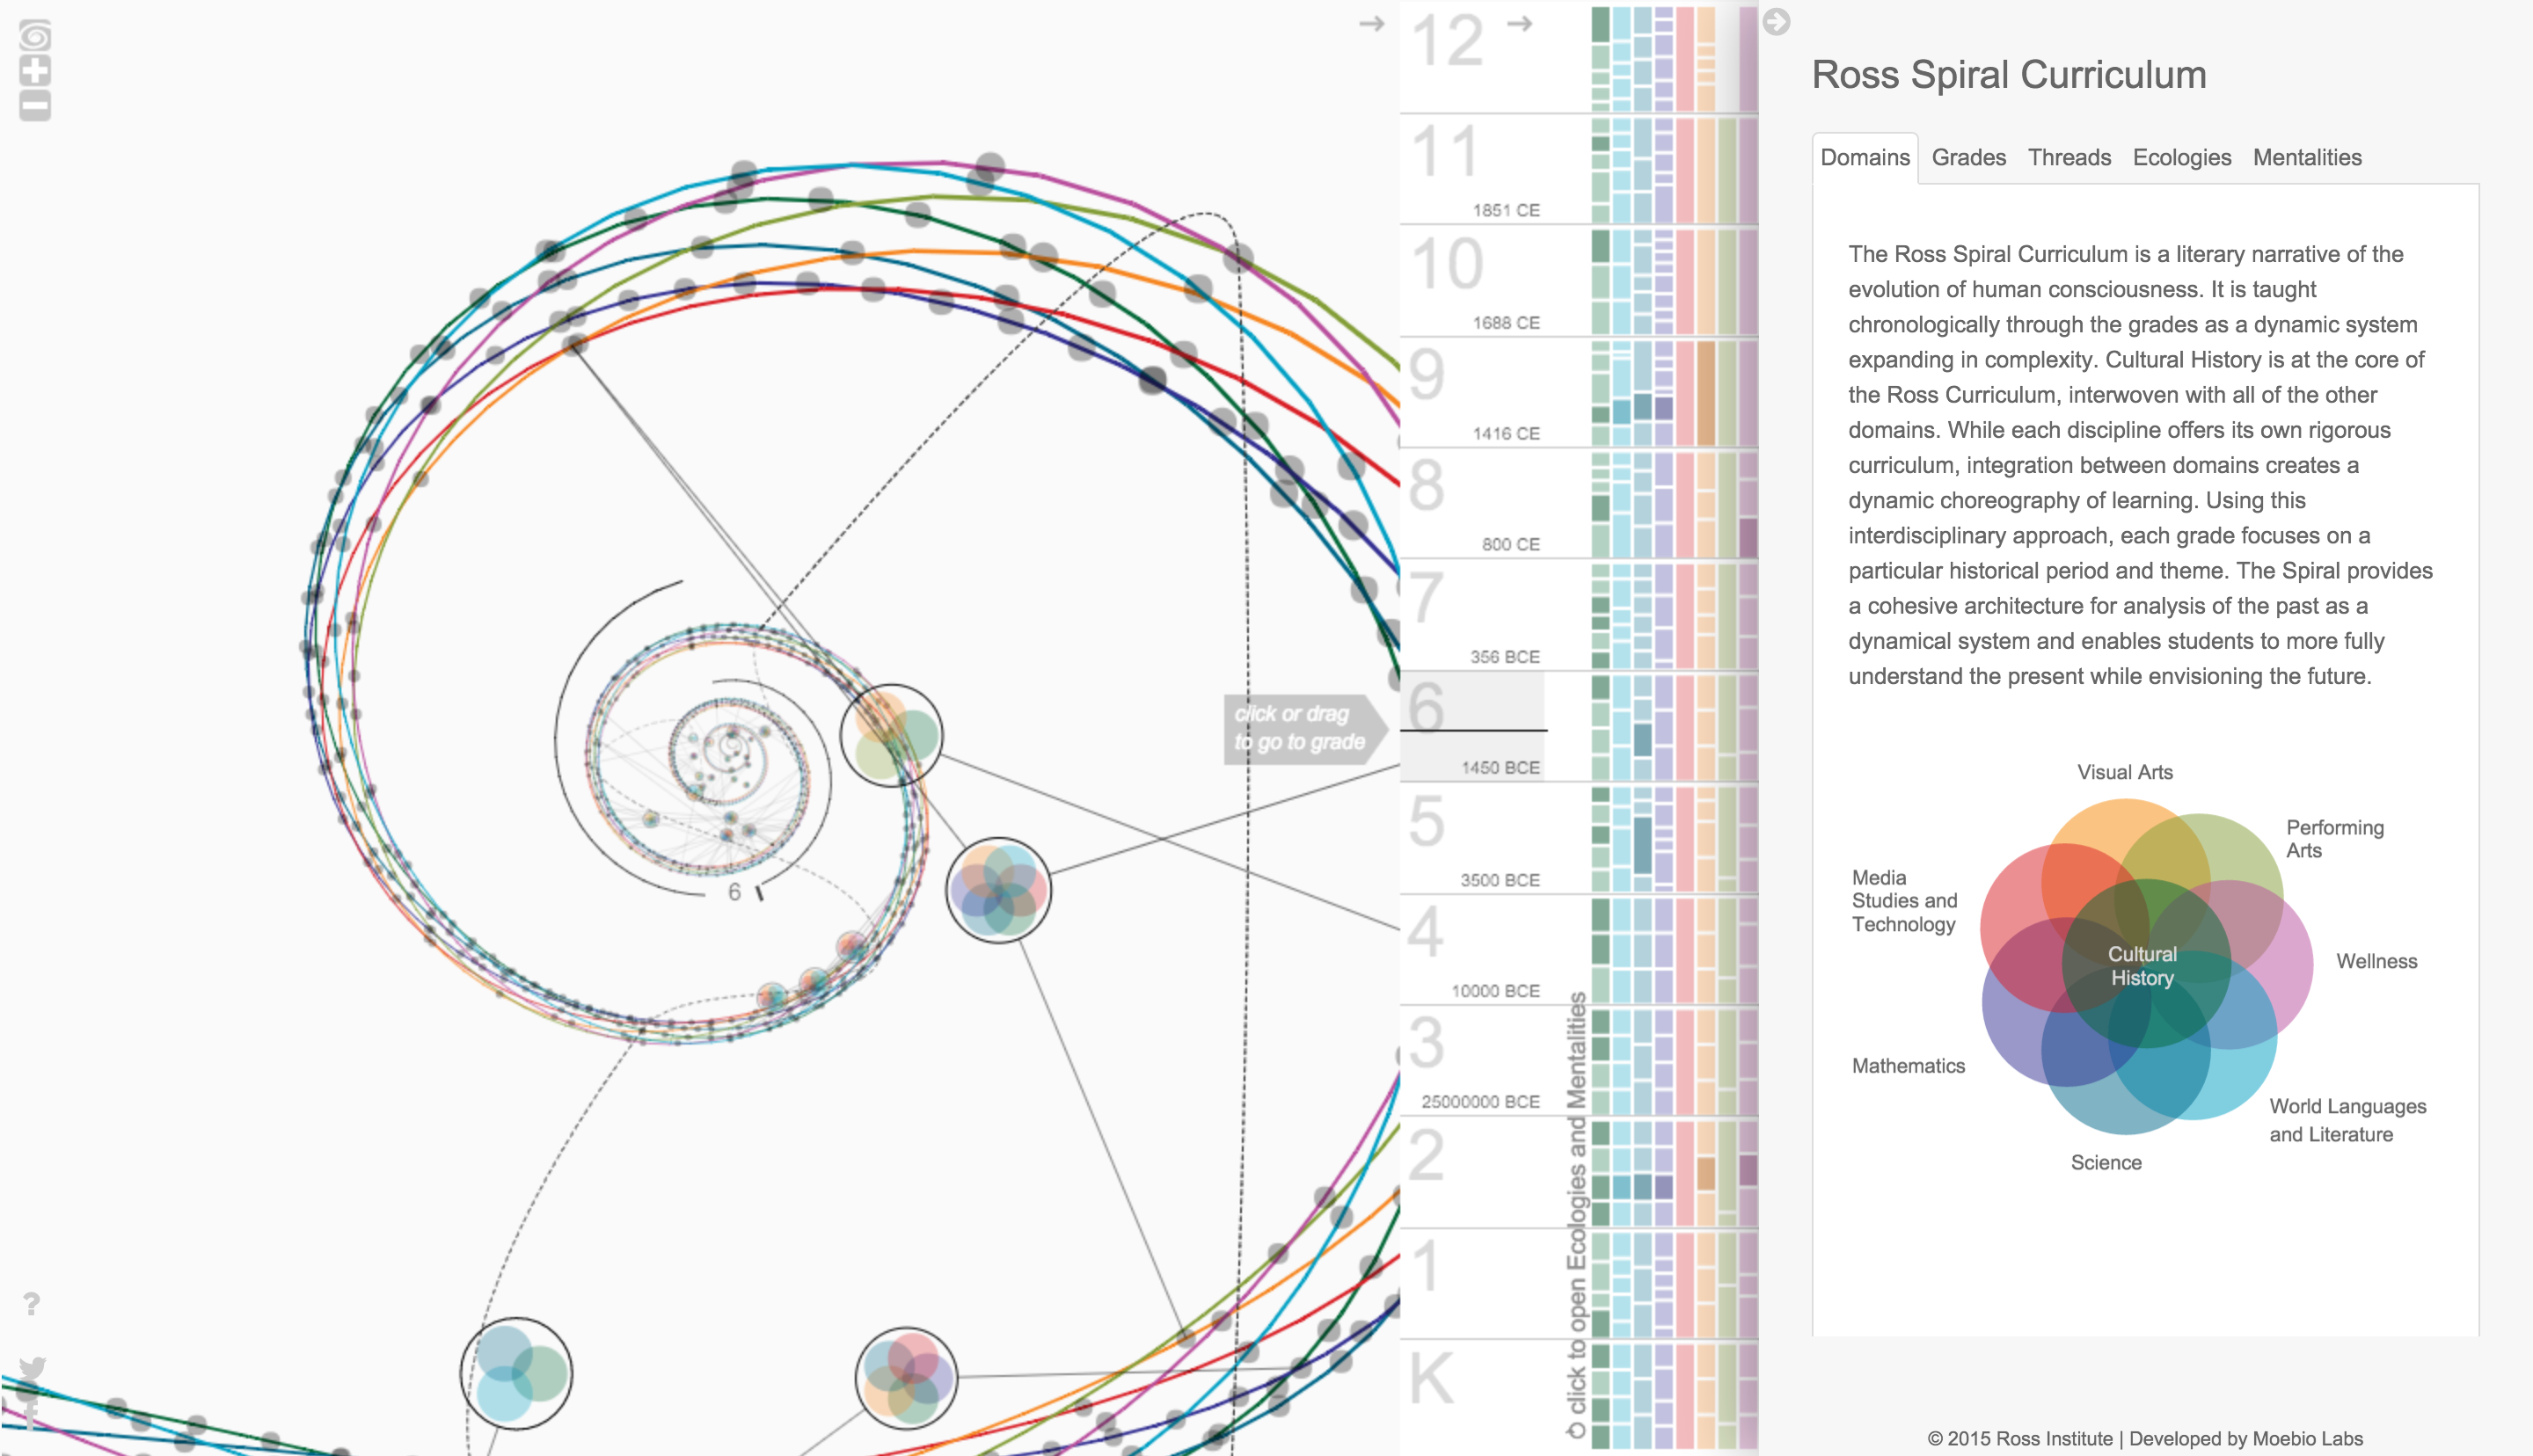 12
11
1851 CE
10
1688 CE
9
1416 CE
8
800 CE
7
356 BCE
click or drag
to go to grade
6
1450 BCE
5
3500 BCE
4
10000 BCE
3
25000000 BCE
2
1
K
click to open Ecologies and Mentalities
6
?
Ross Spiral Curriculum
Domains Grades Threads Ecologies Mentalities
The Ross Spiral Curriculum is a literary narrative of the
evolution of human consciousness. It is taught
chronologically through the grades as a dynamic system
expanding in complexity. Cultural History is at the core of
the Ross Curriculum, interwoven with all of the other
domains. While each discipline offers its own rigorous
curriculum, integration between domains creates a
dynamic choreography of learning. Using this
interdisciplinary approach, each grade focuses on a
particular historical period and theme. The Spiral provides
a cohesive architecture for analysis of the past as a
dynamical system and enables students to more fully
understand the present while envisioning the future.
Visual Arts
Performing
Arts
Media
Studies and
Technology
Cultural
History
Wellness
Mathematics
World Languages
and Literature
Science
© 2015 Ross Institute | Developed by Moebio Labs